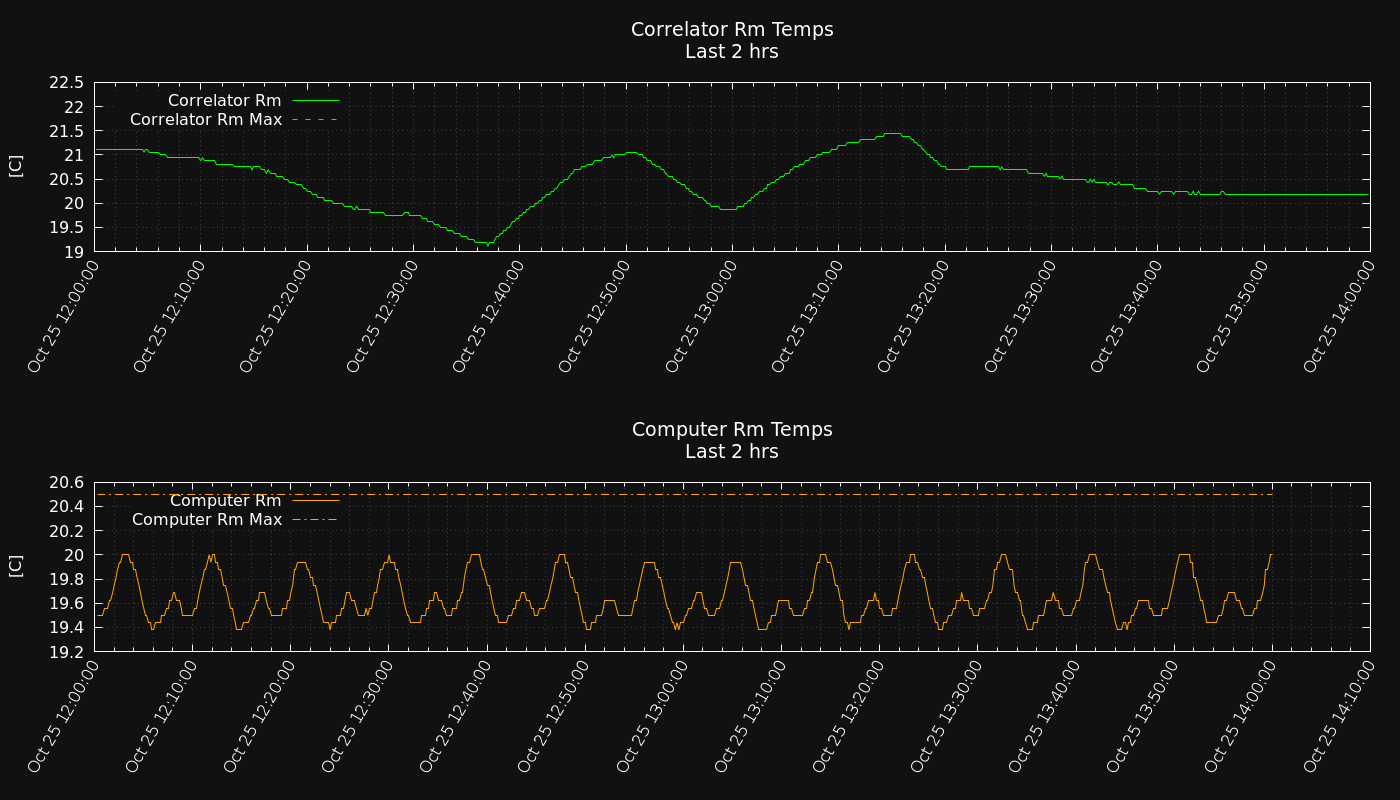 Correlator Rm Temps
Last 2 hrs
22.5
22
21.5
21
20.5
20
19.5
19
[C]
Correlator Rm
Correlator Rm Max
Oct 25 12:00:00
Oct 25 12:10:00
Oct 25 12:20:00
Oct 25 12:30:00
Oct 25 12:40:00
Oct 25 12:50:00
Oct 25 13:00:00
Oct 25 13:10:00
Oct 25 13:20:00
Oct 25 13:30:00
Oct 25 13:40:00
Oct 25 13:50:00
Oct 25 14:00:00
Computer Rm Temps
Last 2 hrs
20.6
20.4
20.2
20
19.8
19.6
19.4
19.2
[C]
Computer Rm
Computer Rm Max
Oct 25 12:00:00
Oct 25 12:10:00
Oct 25 12:20:00
Oct 25 12:30:00
Oct 25 12:40:00
Oct 25 12:50:00
Oct 25 13:00:00
Oct 25 13:10:00
Oct 25 13:20:00
Oct 25 13:30:00
Oct 25 13:40:00
Oct 25 13:50:00
Oct 25 14:00:00
Oct 25 14:10:00